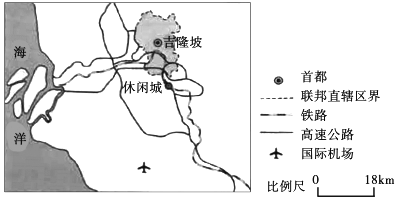 海
洋
吉隆坡
休闲城
首都
联邦直辖区界
铁路
高速公路
国际机场
比例尺 0 18km